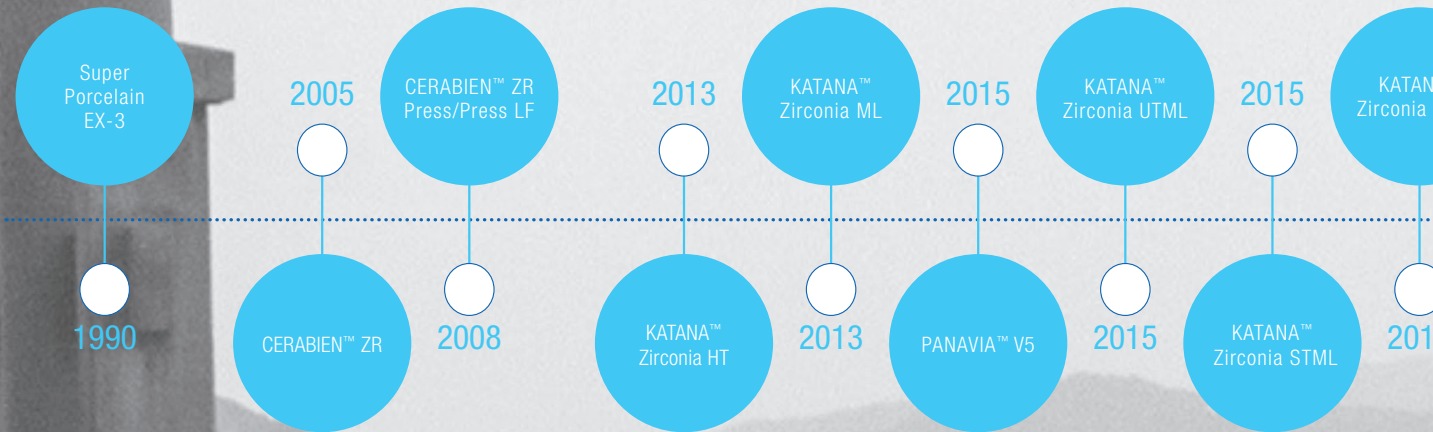 Super
Porcelain
EX-3
1990
2005
CERABIEN™ ZR
CERABIEN™ ZR
Press/Press LF
2008
2013
KATANA™
Zirconia HT
KATANA™
Zirconia ML
2013
2015
PANAVIA™ V5
KATANA™
Zirconia UTML
2015
2015
KATANA™
Zirconia STML
Zirconia